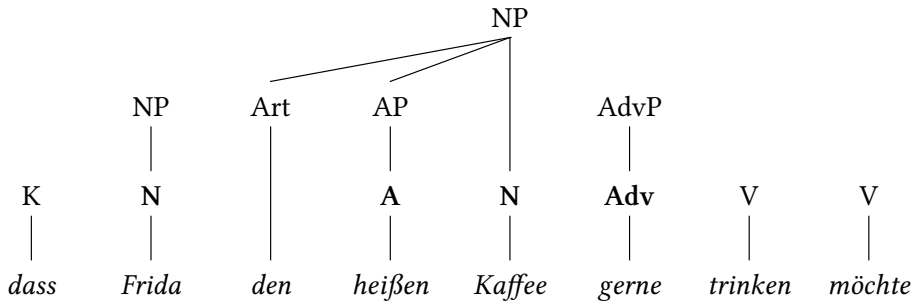 NP
NP Art AP AdvP
K N A N Adv V V
dass Frida den heißen Kaffee gerne trinken möchte